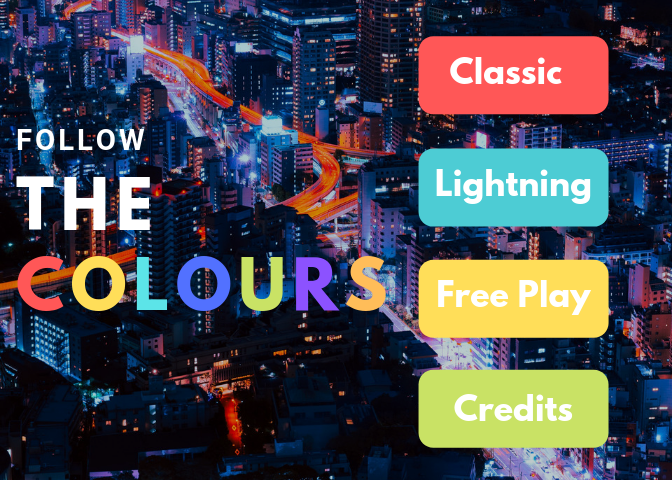 FOLLOW
THE
COLOURS
Classic
Lightning
Free Play
Credits